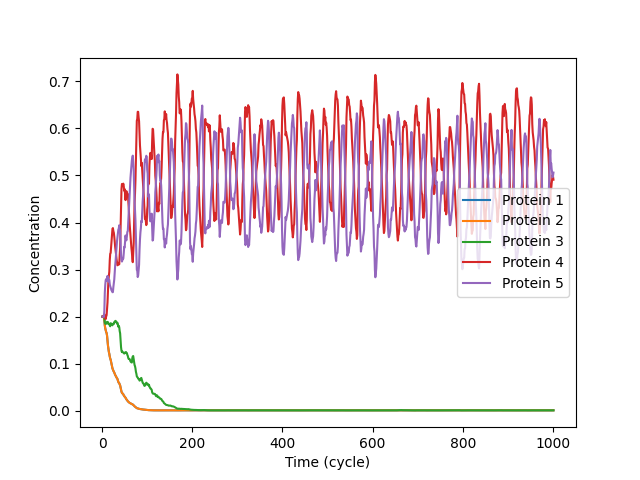 0.7
0.6
0.5
0.4
0.3
0.2
0.1
0.0
Concentration
0
200
400
600
800
1000
Time (cycle)
Protein 1
Protein 2
Protein 3
Protein 4
Protein 5